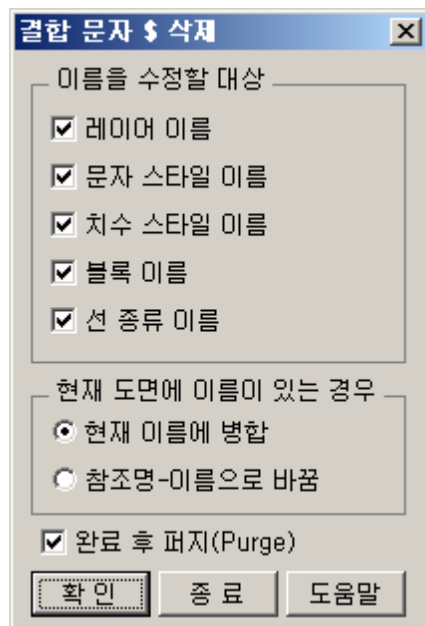 결합 문자 $ 삭제
이름을 수정할 대상
레이어 이름
문자 스타일 이름
치수 스타일 이름
블록 이름
선 종류 이름
현재 도면에 이름이 있는 경우
현재 이름에 병합
참조명-이름으로 바꿈
완료 후 퍼지(Purge)
확 인 종 료 도움말